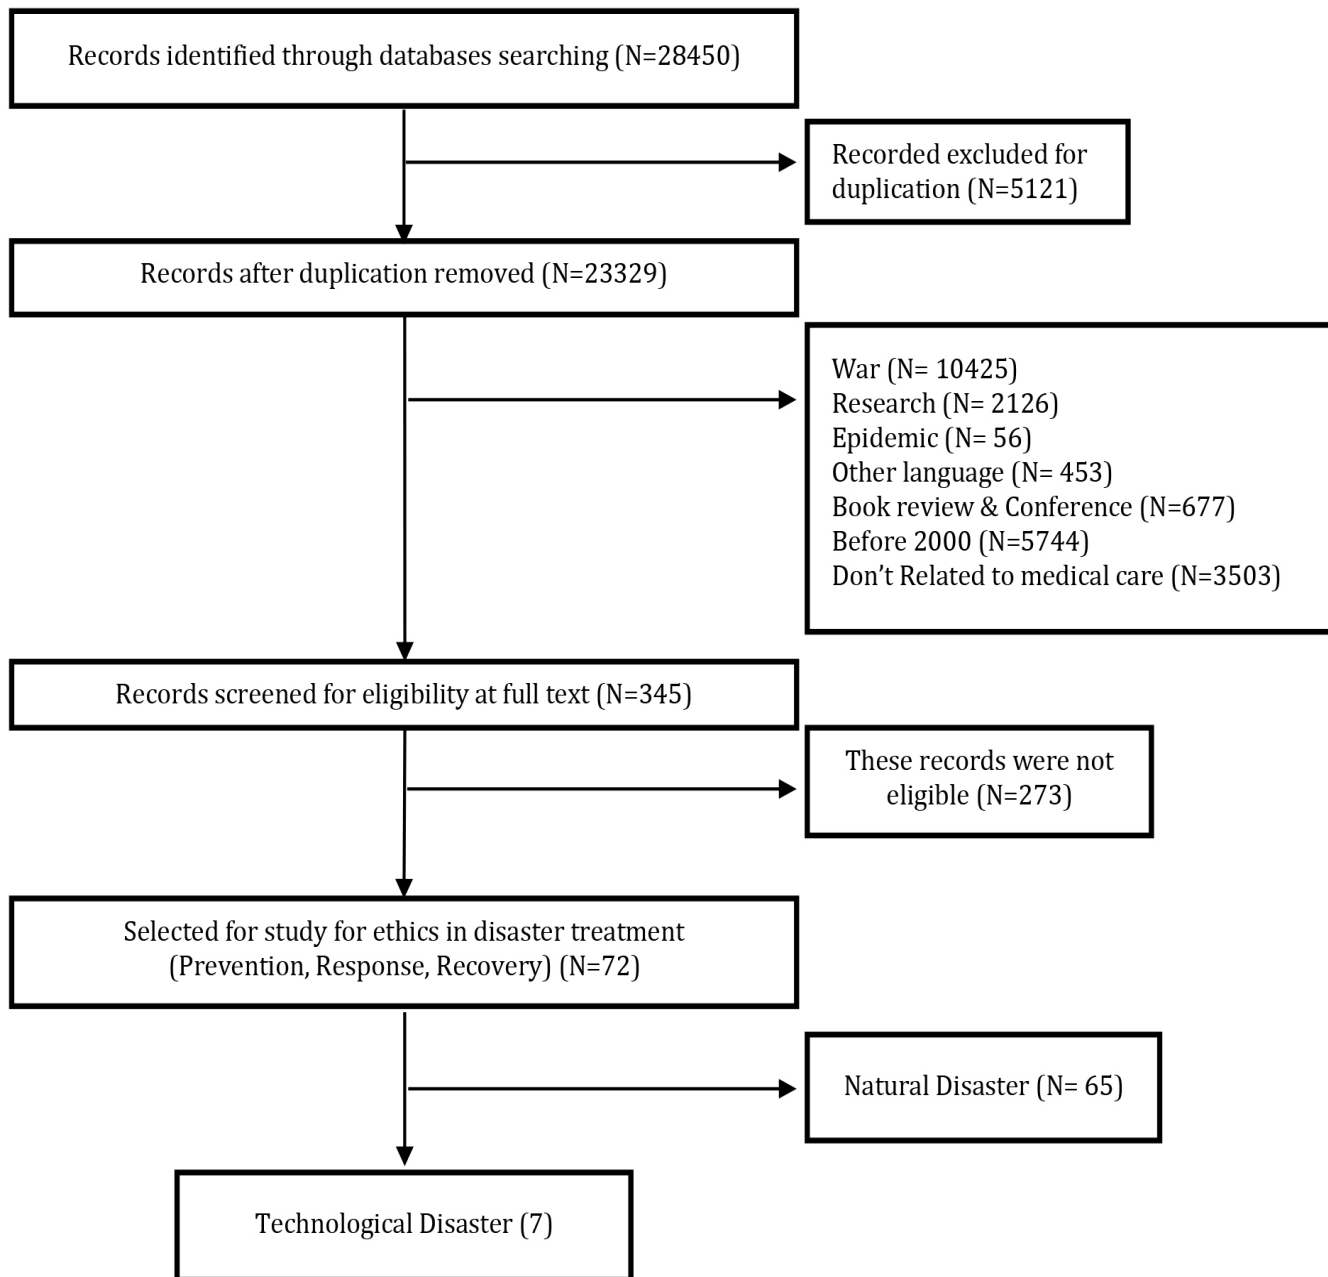 Records identified through databases searching (N=28450)
Recorded excluded for
duplication (N=5121)
Records after duplication removed (N=23329)
War (N= 10425)
Research (N= 2126)
Epidemic (N= 56)
Other language (N= 453)
Book review & Conference (N=677)
Before 2000 (N=5744)
Don’t Related to medical care (N=3503)
Records screened for eligibility at full text (N=345)
These records were not
eligible (N=273)
Selected for study for ethics in disaster treatment
(Prevention, Response, Recovery) (N=72)
Natural Disaster (N= 65)
Technological Disaster (7)